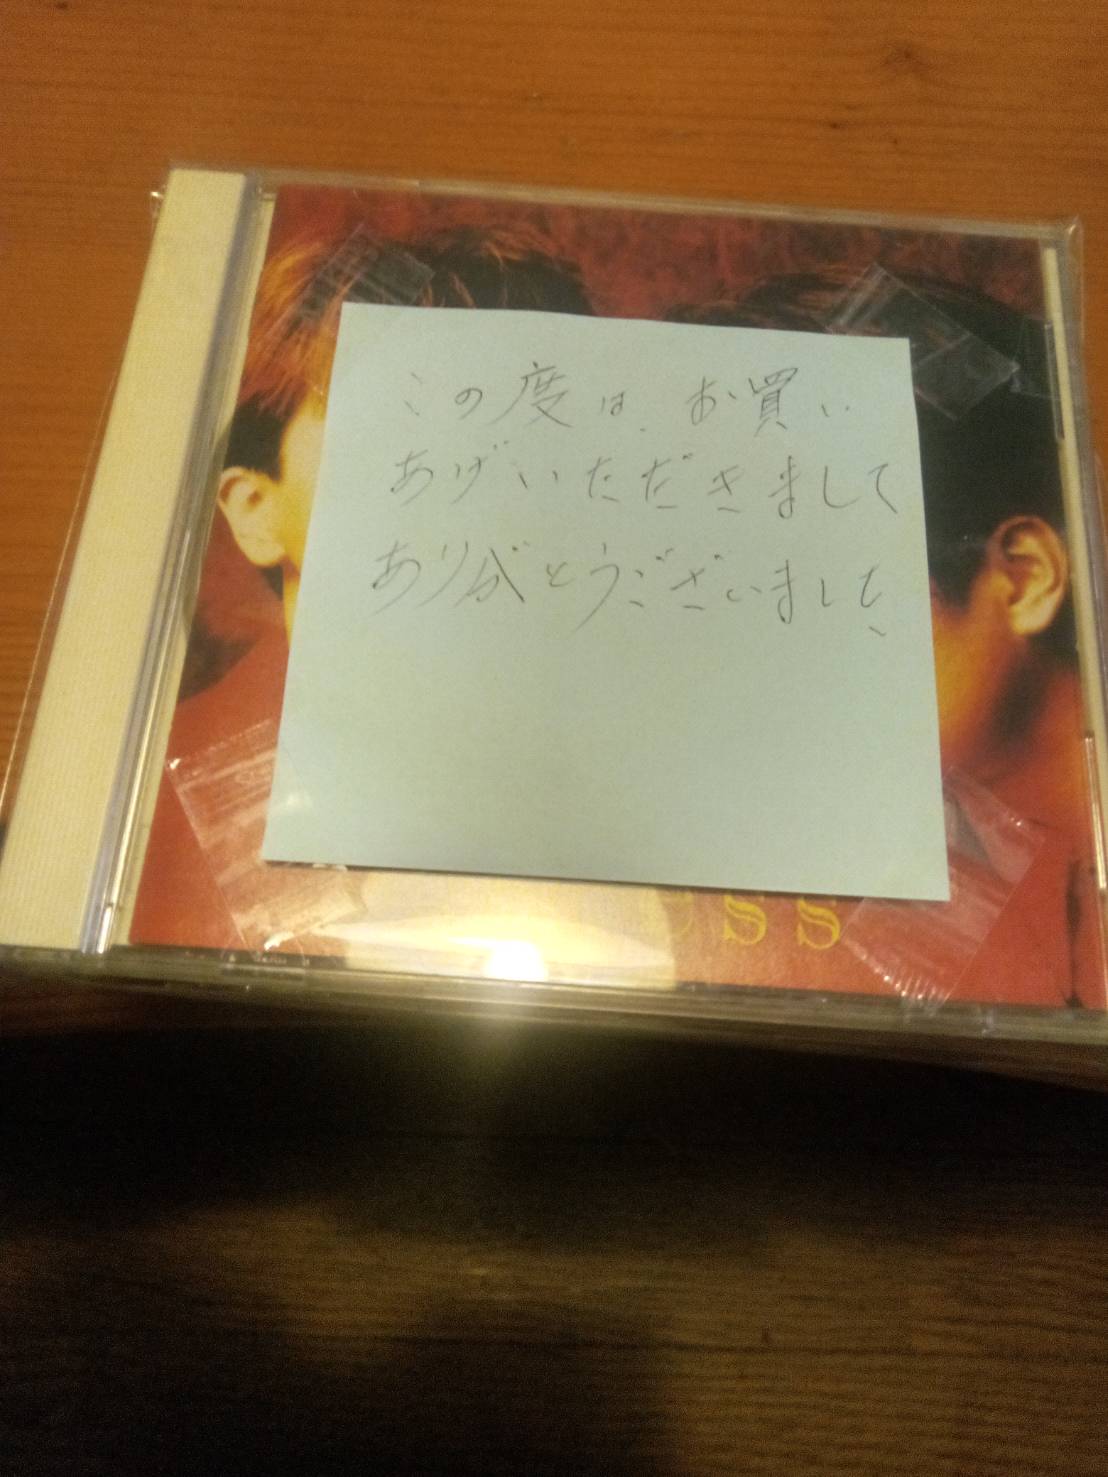 この度は、お買い
あげいただきまして
ありがとうございました、
ess